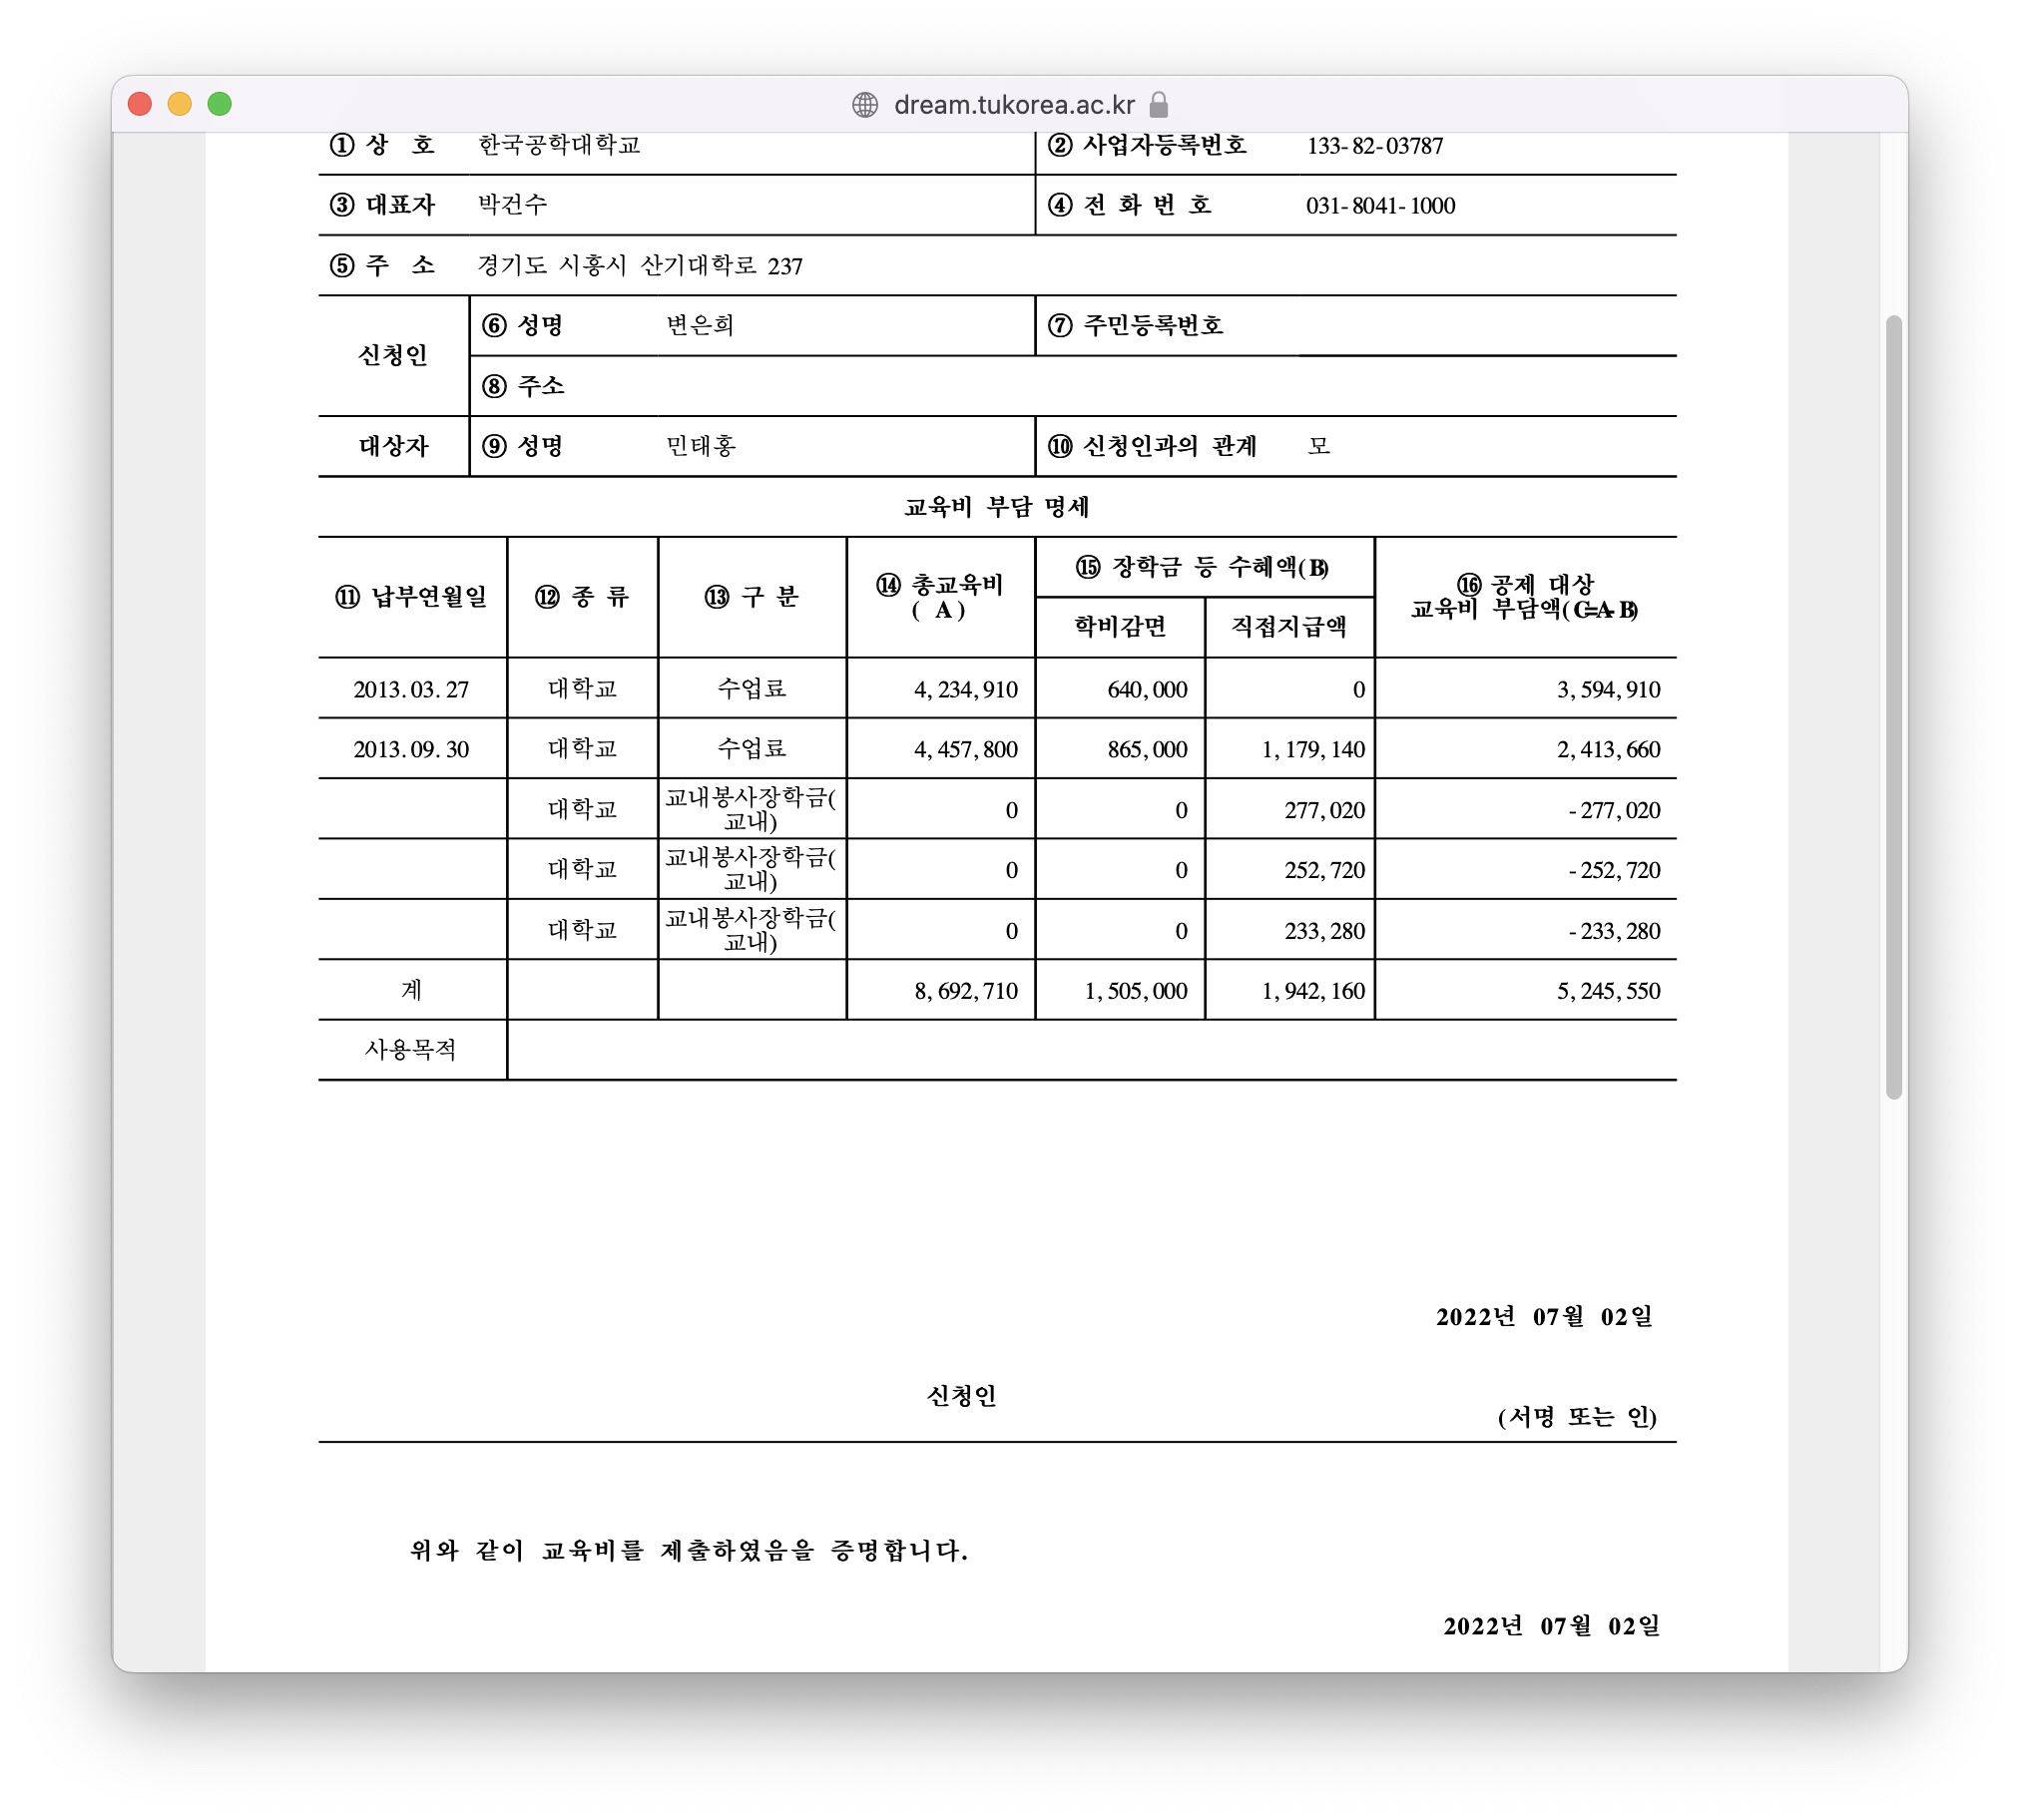 dream.tukorea.ac.kr
① 상 호 한국공학대학교 ② 사업자등록번호 133-82-03787
③ 대표자 박건수 ④ 전 화 번 호 031-8041-1000
⑤ 주 소 경기도 시흥시 산기대학로 237
신청인 ⑥ 성명 변은희 ⑦ 주민등록번호
⑧ 주소
대상자 ⑨ 성명 민태홍 ⑩ 신청인과의 관계 모
교육비 부담 명세
⑪ 납부연월일 ⑫ 종 류 ⑬ 구 분 ⑭ 총교육비
( A )
⑮ 장학금 등 수혜액(B)
학비감면 직접지급액
⑯ 공제 대상
교육비 부담액(C=A-B)
2013.03.27 대학교 수업료 4,234,910 640,000 0 3,594,910
2013.09.30 대학교 수업료 4,457,800 865,000 1,179,140 2,413,660
대학교 교내봉사장학금(
교내) 0 0 277,020 -277,020
대학교 교내봉사장학금(
교내) 0 0 252,720 -252,720
대학교 교내봉사장학금(
교내) 0 0 233,280 -233,280
계 8,692,710 1,505,000 1,942,160 5,245,550
사용목적
2022년 07월 02일
신청인
(서명 또는 인)
위와 같이 교육비를 제출하였음을 증명합니다.
2022년 07월 02일